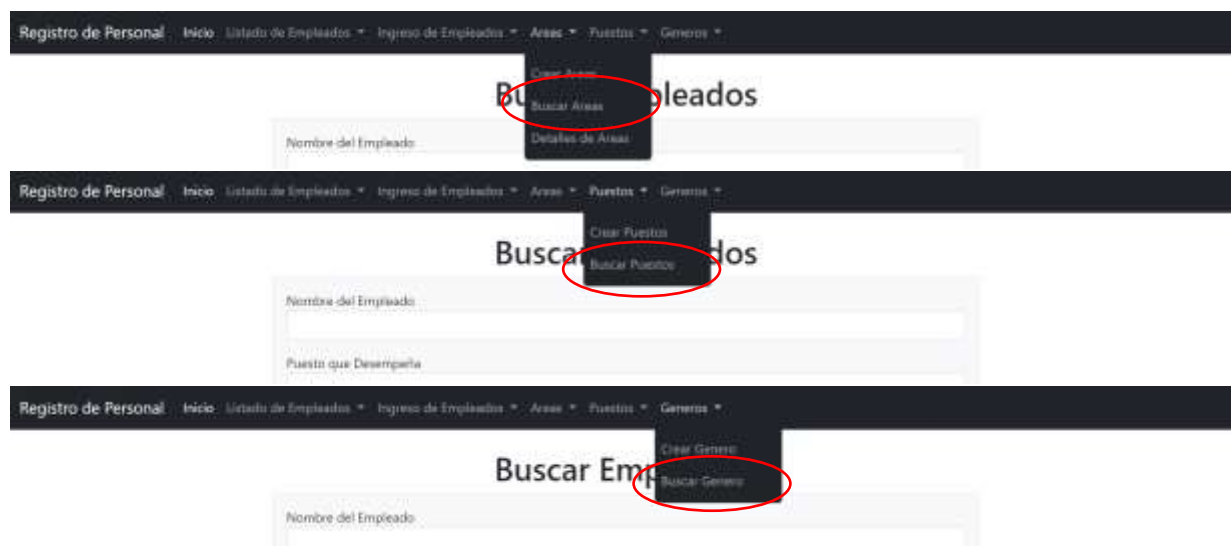 Registro de Personal Inicio Listado de Empleados Ingreso de Empleados Areas Puestos Generos
Crear Areas
Bu pleados
Buscar Areas
Detalles de Areas
Nombre del Empleado
Registro de Personal Inicio Listado de Empleados Ingreso de Empleados Areas Puestos Generos
Crear Puestos
Busca dos
Buscar Puestos
Nombre del Empleado
Puesto que Desempeña
Registro de Personal Inicio Listado de Empleados Ingreso de Empleados Areas Puestos Generos
Crear Genero
Buscar Emp
Buscar Genero
Nombre del Empleado